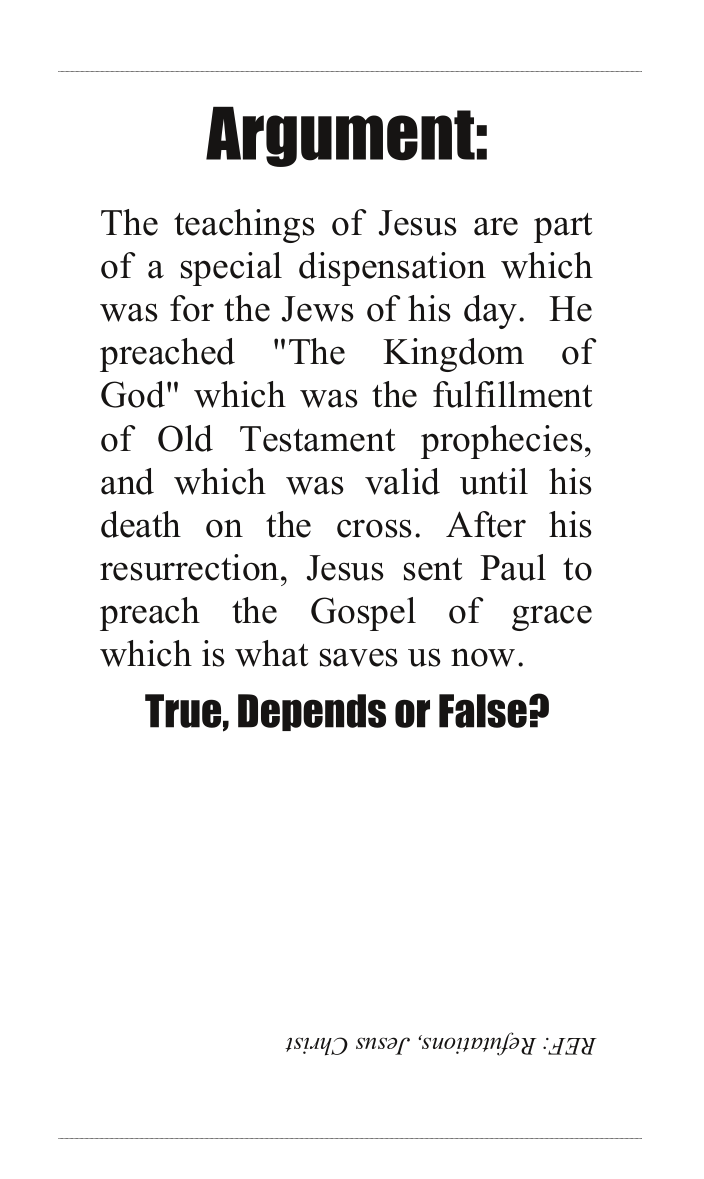 Argument:
The teachings of Jesus are part
of a special dispensation which
was for the Jews of his day.  He
preached "The Kingdom of
God" which was the fulfillment
of Old Testament prophecies,
and which was valid until his
death on the cross. After his
resurrection, Jesus sent Paul to
preach the Gospel of grace
which is what saves us now.
True, Depends or False?
REF: Refutations, Jesus Christ